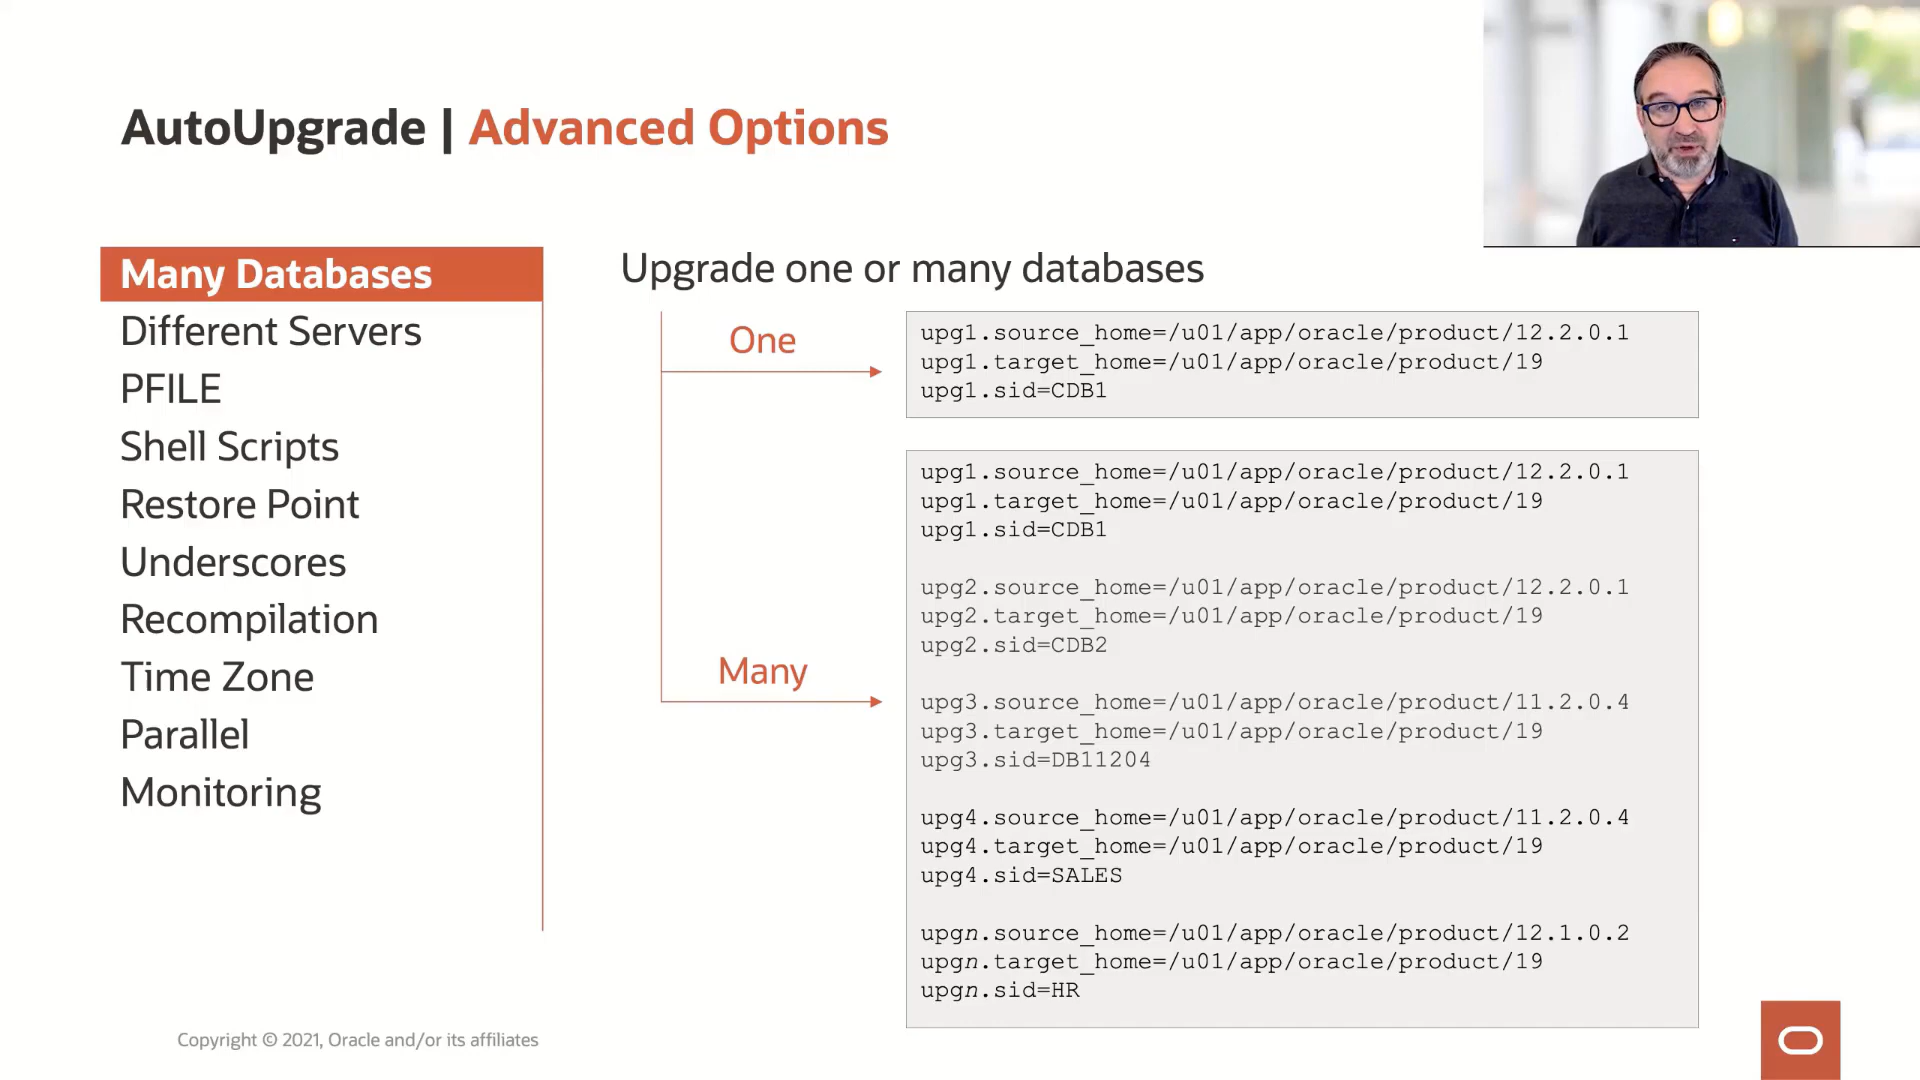 AutoUpgrade | Advanced Options
Many Databases
Different Servers
PFILE
Shell Scripts
Restore Point
Underscores
Recompilation
Time Zone
Parallel
Monitoring
Upgrade one or many databases
One
upg1.source_home=/u01/app/oracle/product/12.2.0.1
upg1.target_home=/u01/app/oracle/product/19
upg1.sid=CDB1
Many
upg1.source_home=/u01/app/oracle/product/12.2.0.1
upg1.target_home=/u01/app/oracle/product/19
upg1.sid=CDB1
upg2.source_home=/u01/app/oracle/product/12.2.0.1
upg2.target_home=/u01/app/oracle/product/19
upg2.sid=CDB2
upg3.source_home=/u01/app/oracle/product/11.2.0.4
upg3.target_home=/u01/app/oracle/product/19
upg3.sid=DB11204
upg4.source_home=/u01/app/oracle/product/11.2.0.4
upg4.target_home=/u01/app/oracle/product/19
upg4.sid=SALES
upgn.source_home=/u01/app/oracle/product/12.1.0.2
upgn.target_home=/u01/app/oracle/product/19
upgn.sid=HR
Copyright © 2021, Oracle and/or its affiliates